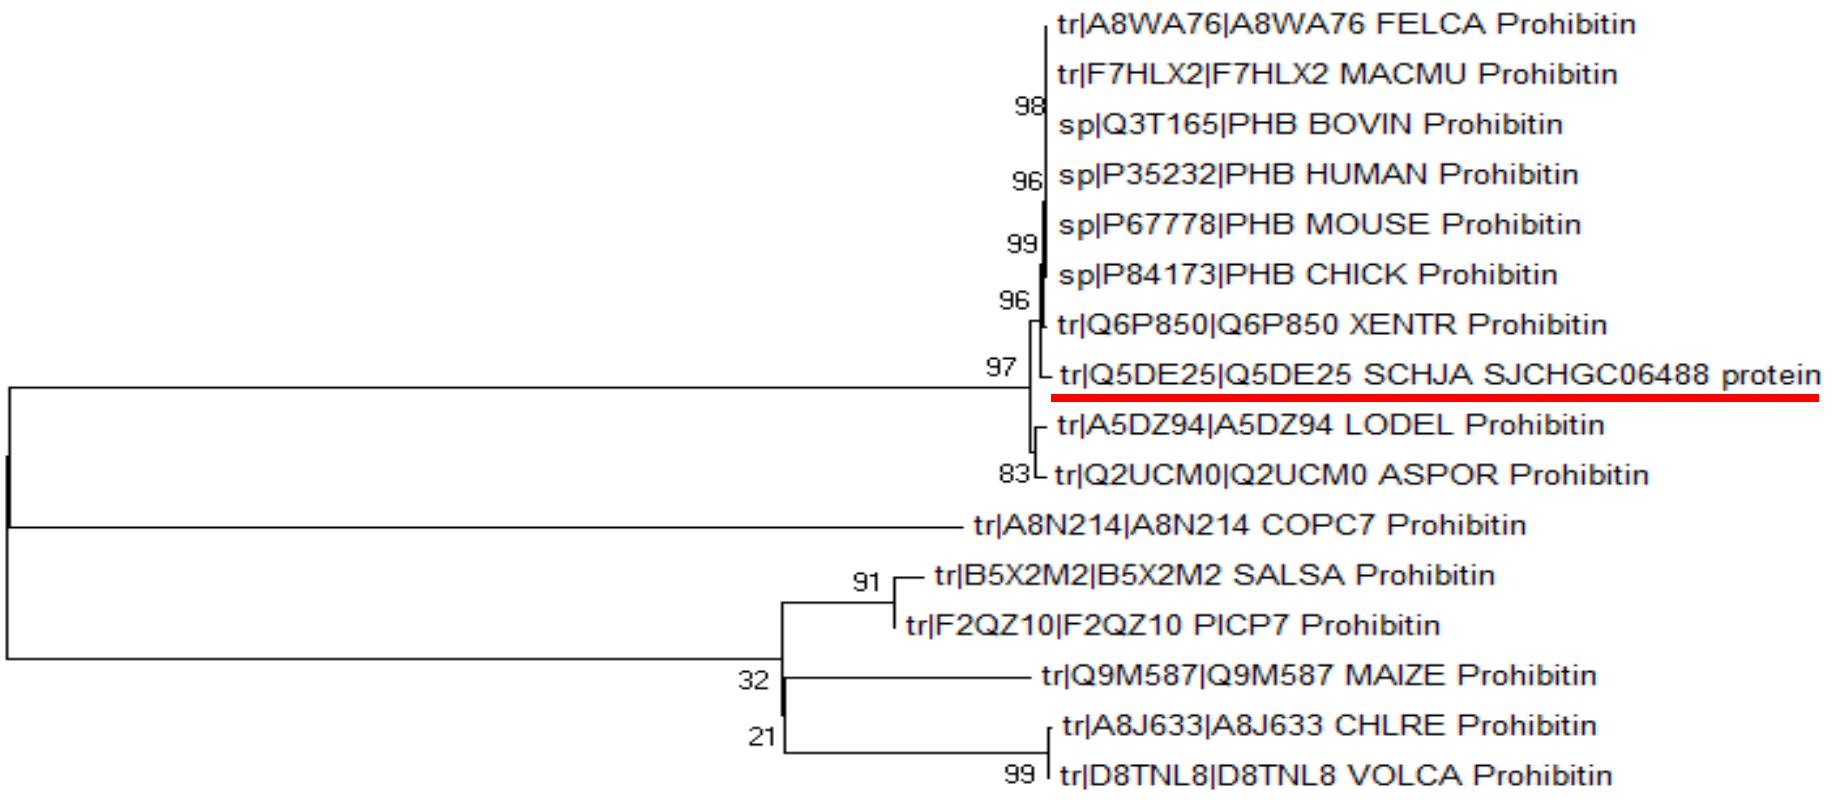 tr|A8WA76|A8WA76 FELCA Prohibitin
tr|F7HLX2|F7HLX2 MACMU Prohibitin
98
sp|Q3T165|PHB BOVIN Prohibitin
sp|P35232|PHB HUMAN Prohibitin
96
sp|P67778|PHB MOUSE Prohibitin
99
sp|P84173|PHB CHICK Prohibitin
96
tr|Q6P850|Q6P850 XENTR Prohibitin
97
tr|Q5DE25|Q5DE25 SCHJA SJCHGC06488 protein
tr|A5DZ94|A5DZ94 LODEL Prohibitin
83
tr|Q2UCM0|Q2UCM0 ASPOR Prohibitin
tr|A8N214|A8N214 COPC7 Prohibitin
91
tr|B5X2M2|B5X2M2 SALSA Prohibitin
tr|F2QZ10|F2QZ10 PICP7 Prohibitin
32
tr|Q9M587|Q9M587 MAIZE Prohibitin
tr|A8J633|A8J633 CHLRE Prohibitin
21
99
tr|D8TNL8|D8TNL8 VOLCA Prohibitin